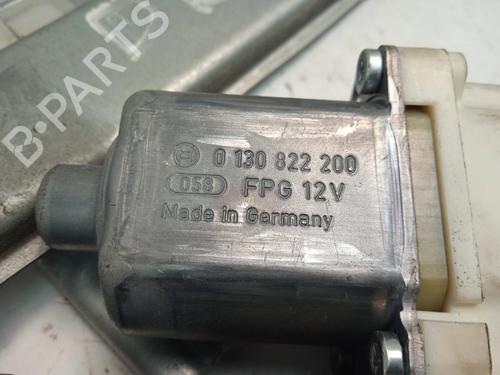 B-PARTS
0 130 822 200
058 FPG 12V
Made in Germany